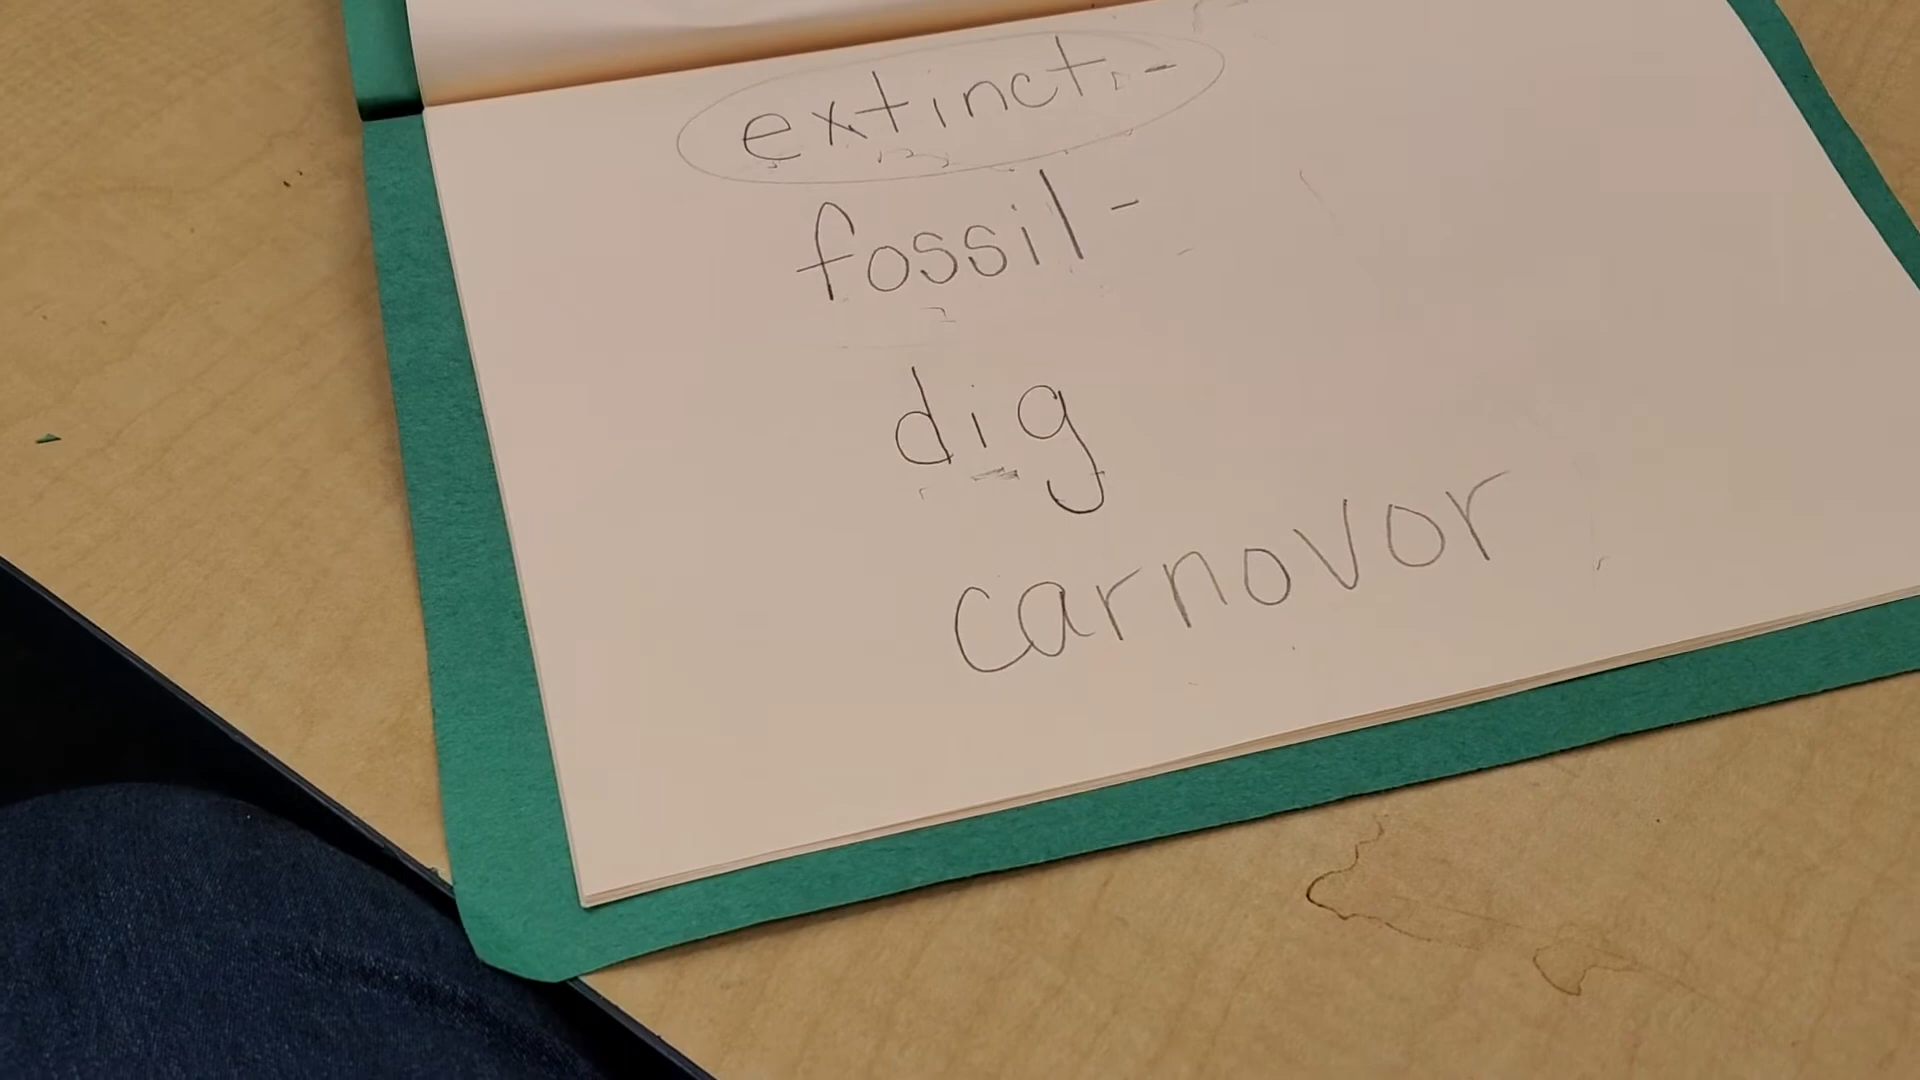 extinct -
fossil -
dig
carnovor